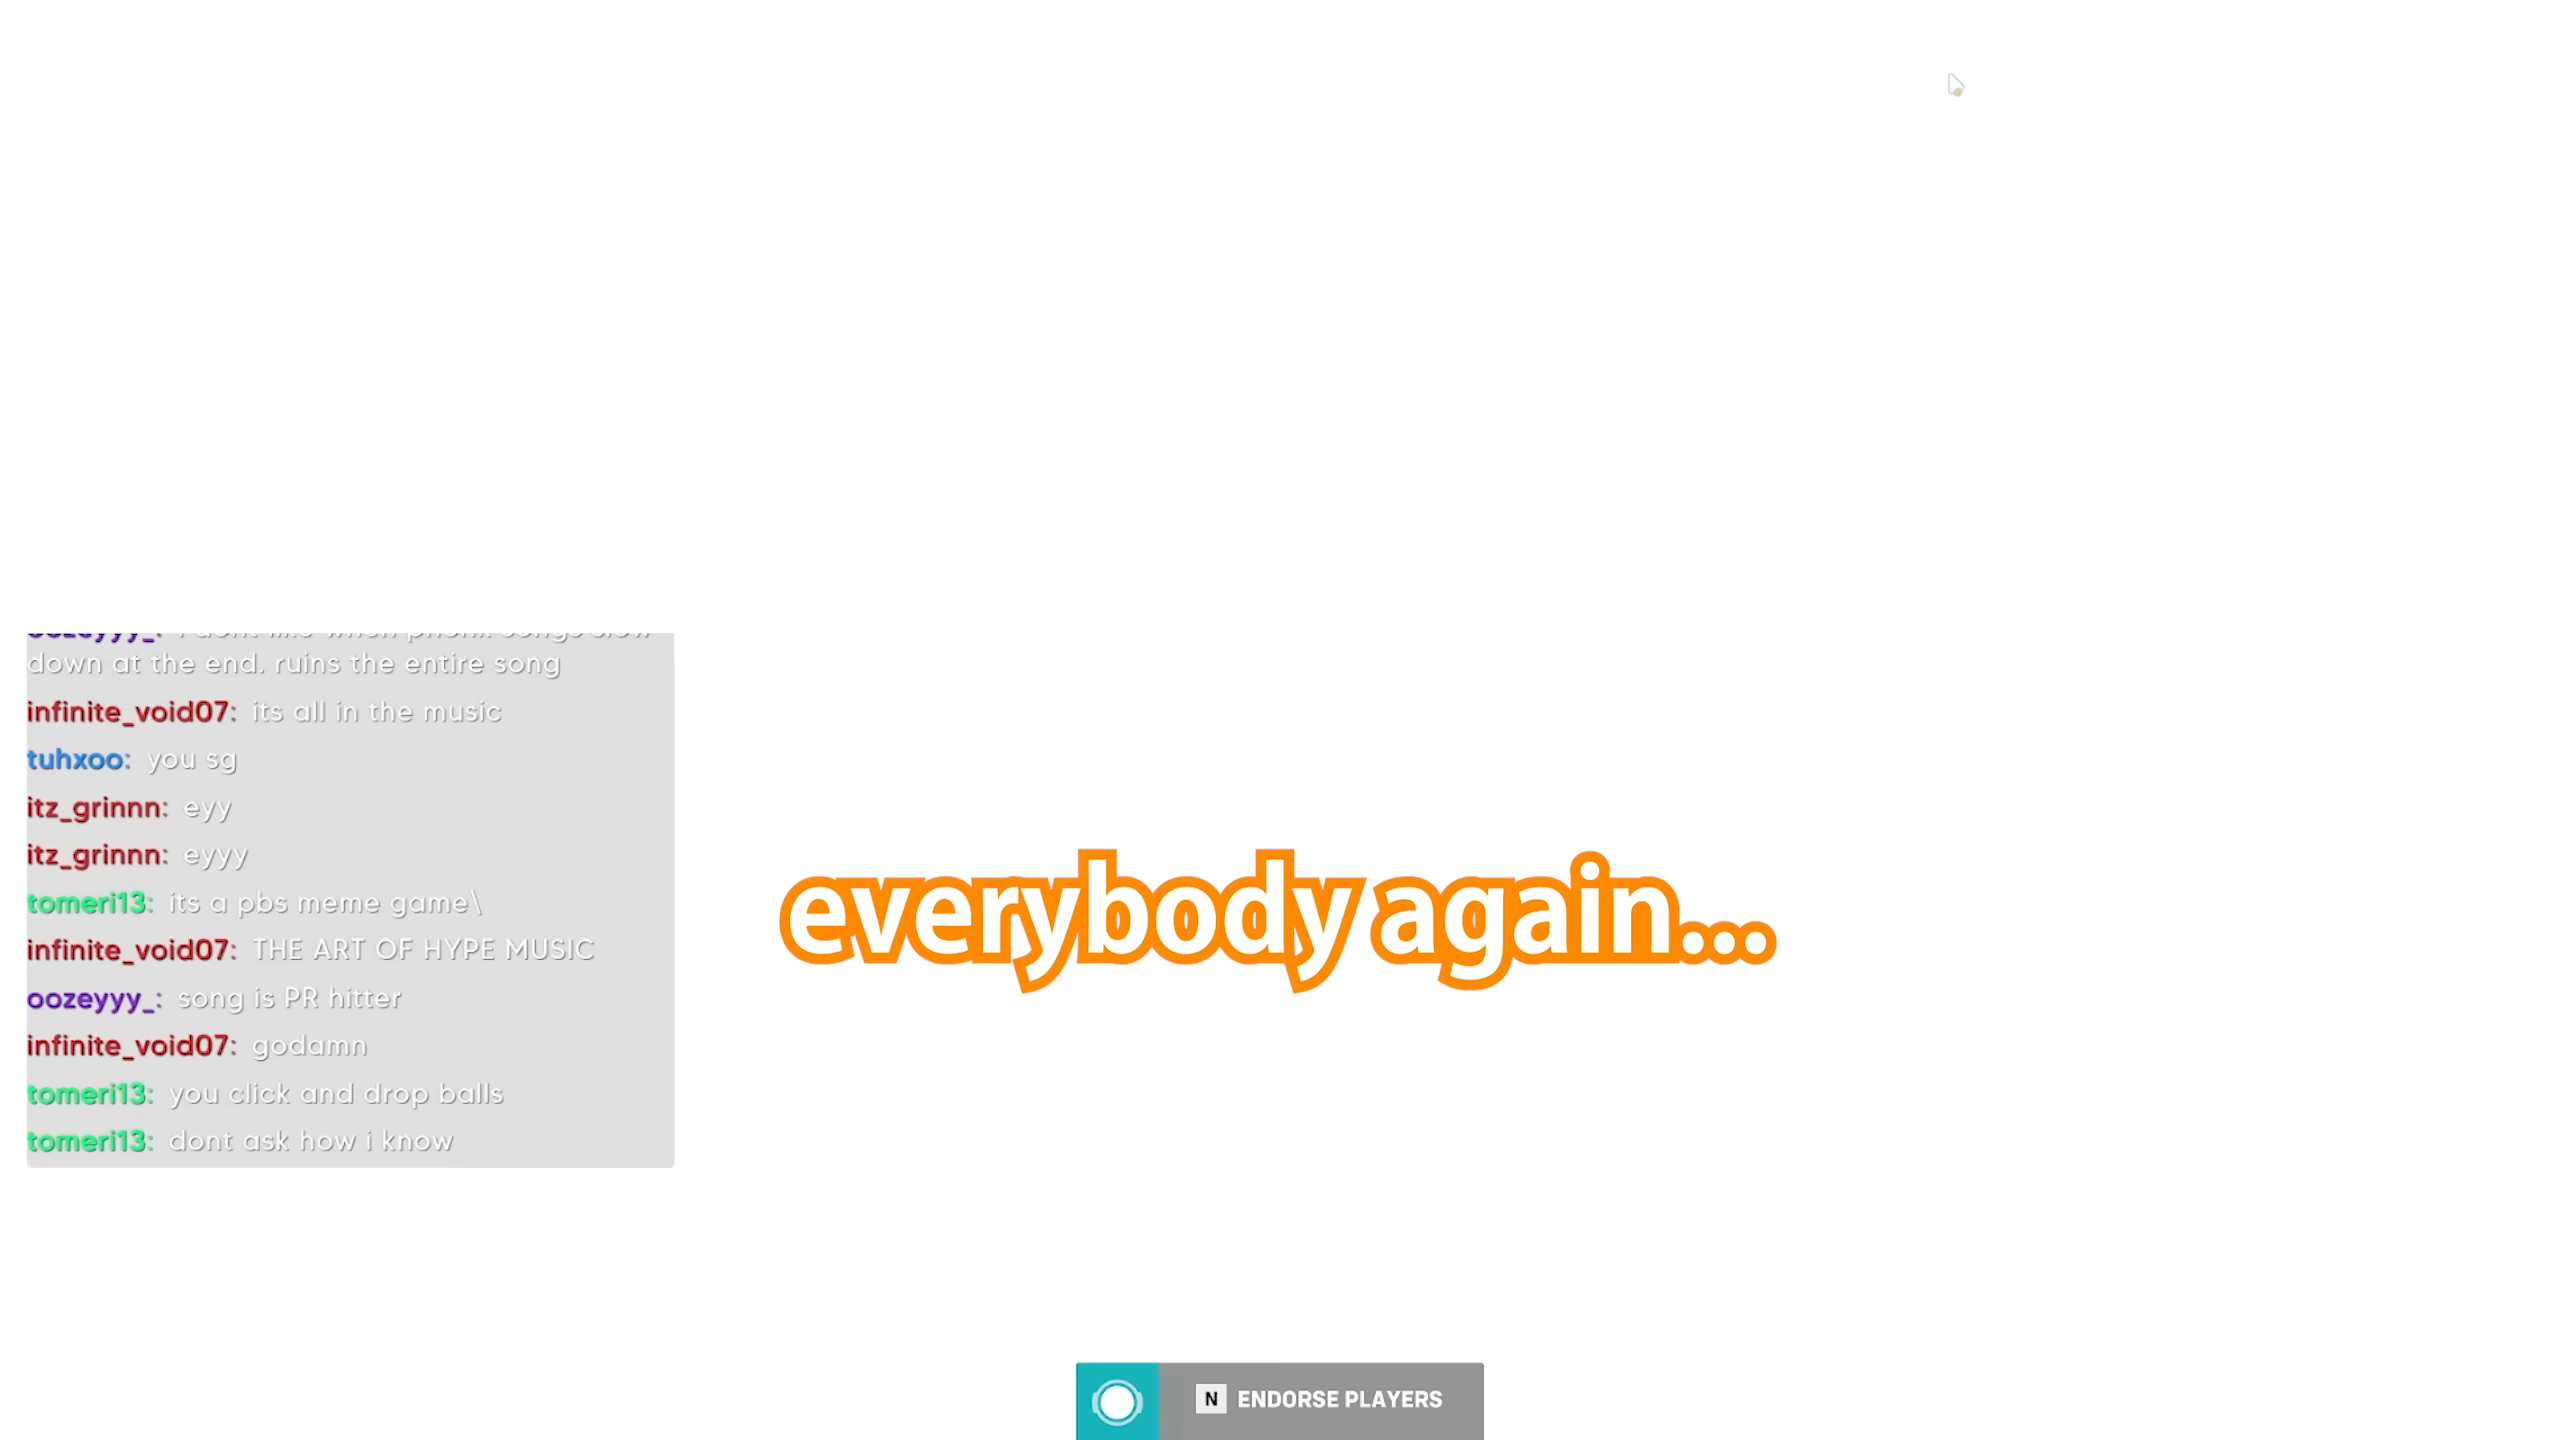 down at the end. ruins the entire song
infinite_void07: its all in the music
tuhxoo: you sg
itz_grinnn: eyy
itz_grinnn: eyyy
tomeri13: its a pbs meme game\
infinite_void07: THE ART OF HYPE MUSIC
oozeyyy_: song is PR hitter
infinite_void07: godamn
tomeri13: you click and drop balls
tomeri13: dont ask how i know
everybody again...
N ENDORSE PLAYERS